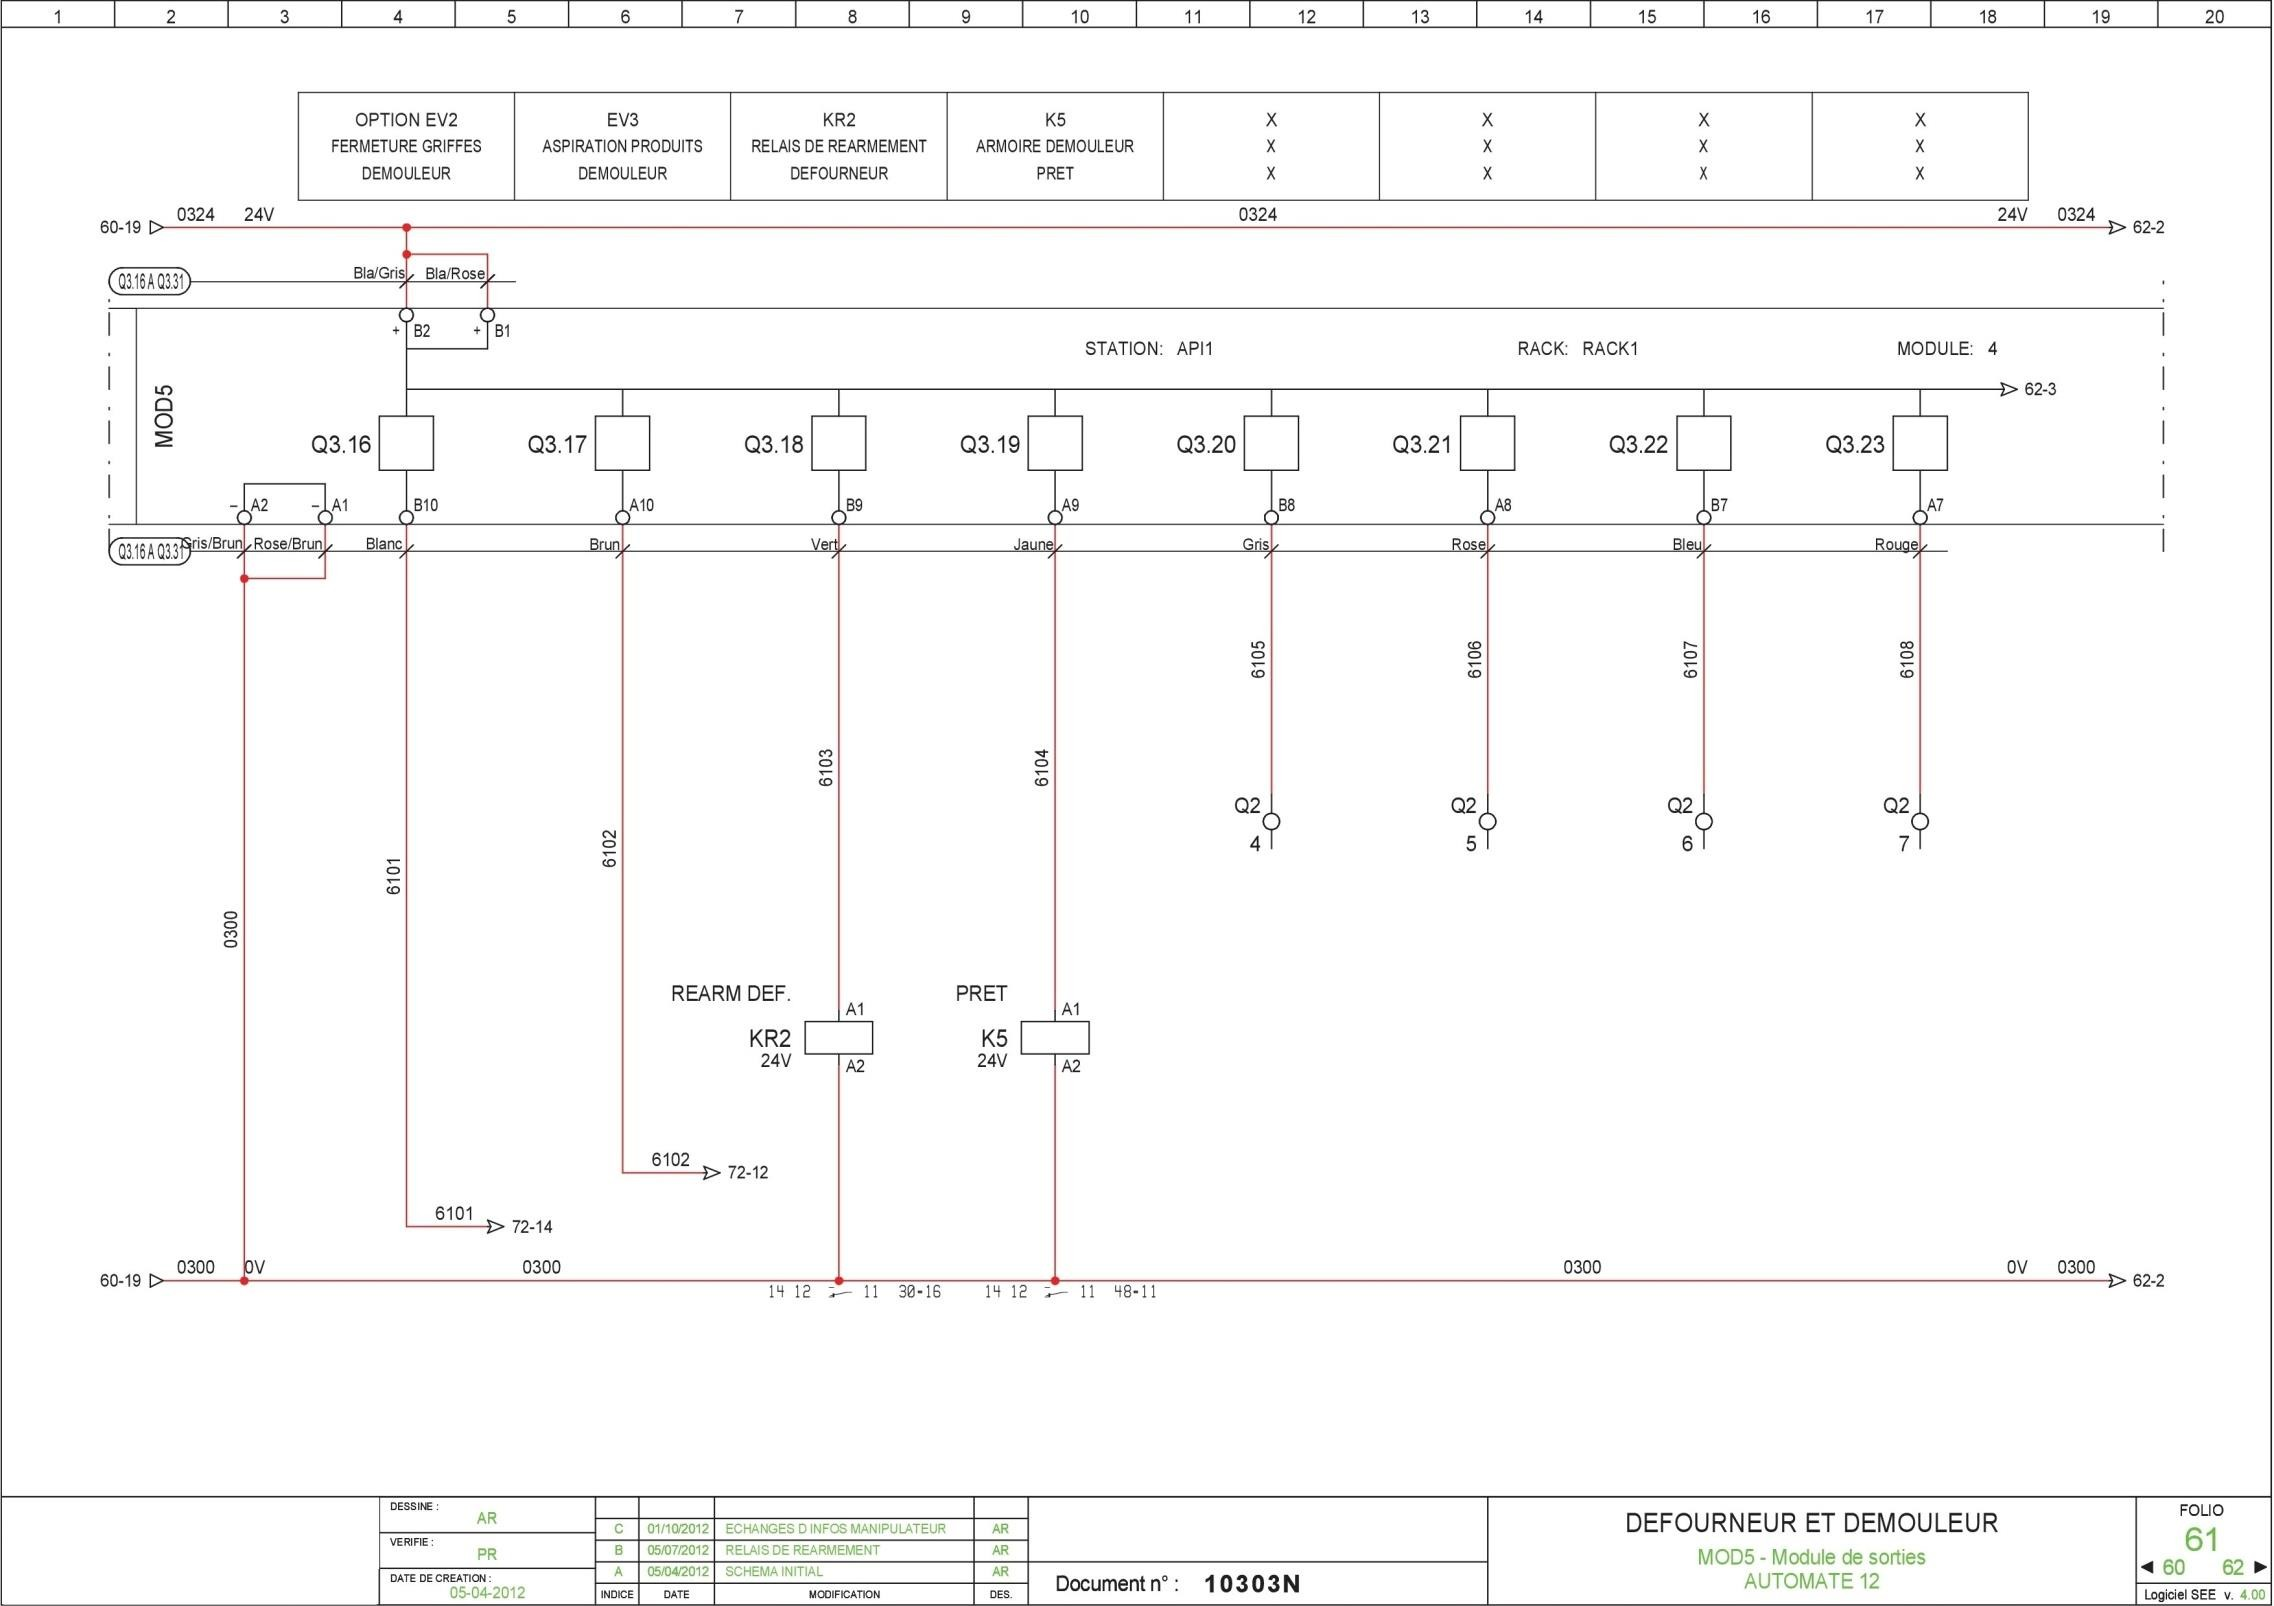 1 2 3 4 5 6 7 8 9 10 11 12 13 14 15 16 17 18 19 20
OPTION EV2 EV3 KR2 K5 X X X X
FERMETURE GRIFFES ASPIRATION PRODUITS RELAIS DE REARMEMENT ARMOIRE DEMOULEUR X X X X
DEMOULEUR DEMOULEUR DEFOURNEUR PRET X X X X
0324 24V 0324 24V 0324
60-19 62-2
Q3.16 A Q3.31 Bla/Gris Bla/Rose
+ B2 + B1
STATION: API1 RACK: RACK1 MODULE: 4
62-3
MOD5
Q3.16 Q3.17 Q3.18 Q3.19 Q3.20 Q3.21 Q3.22 Q3.23
– A2 – A1 B10 A10 B9 A9 B8 A8 B7 A7
Q3.16 A Q3.31 Gris/Brun Rose/Brun Blanc Brun Vert Jaune Gris Rose Bleu Rouge
6105 6106 6107 6108
6103 6104
Q2 Q2 Q2 Q2
4 5 6 7
6102
6101
0300
REARM DEF. PRET
A1 A1
KR2 K5
24V 24V
A2 A2
6102 72-12
6101 72-14
0300 0V 0300 0300 0V 0300
60-19 62-2
14 12 11 30-16 14 12 11 48-11
DESSINE :
AR
VERIFIE :
PR
DATE DE CREATION :
05-04-2012
C 01/10/2012 ECHANGES D INFOS MANIPULATEUR AR
B 05/07/2012 RELAIS DE REARMEMENT AR
A 05/04/2012 SCHEMA INITIAL AR
INDICE DATE MODIFICATION DES.
Document n° : 10303N
DEFOURNEUR ET DEMOULEUR
MOD5 - Module de sorties
AUTOMATE 12
FOLIO
61
60 62
Logiciel SEE v. 4.00